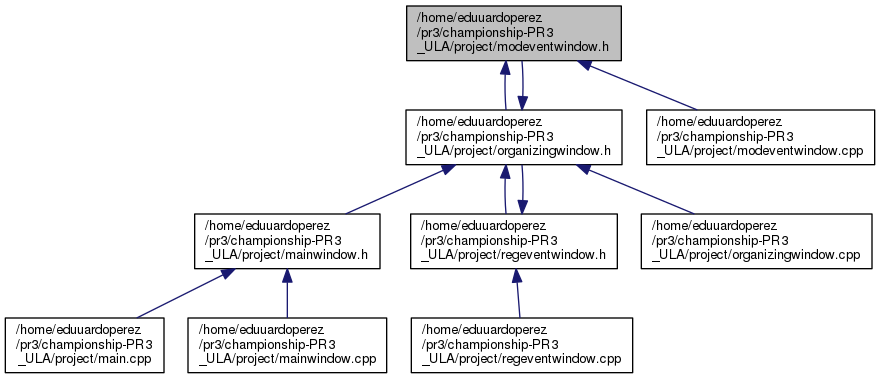 /home/eduuardoperez
/pr3/championship-PR3
_ULA/project/modeventwindow.h
/home/eduuardoperez
/pr3/championship-PR3
_ULA/project/organizingwindow.h
/home/eduuardoperez
/pr3/championship-PR3
_ULA/project/modeventwindow.cpp
/home/eduuardoperez
/pr3/championship-PR3
_ULA/project/mainwindow.h
/home/eduuardoperez
/pr3/championship-PR3
_ULA/project/regeventwindow.h
/home/eduuardoperez
/pr3/championship-PR3
_ULA/project/organizingwindow.cpp
/home/eduuardoperez
/pr3/championship-PR3
_ULA/project/main.cpp
/home/eduuardoperez
/pr3/championship-PR3
_ULA/project/mainwindow.cpp
/home/eduuardoperez
/pr3/championship-PR3
_ULA/project/regeventwindow.cpp